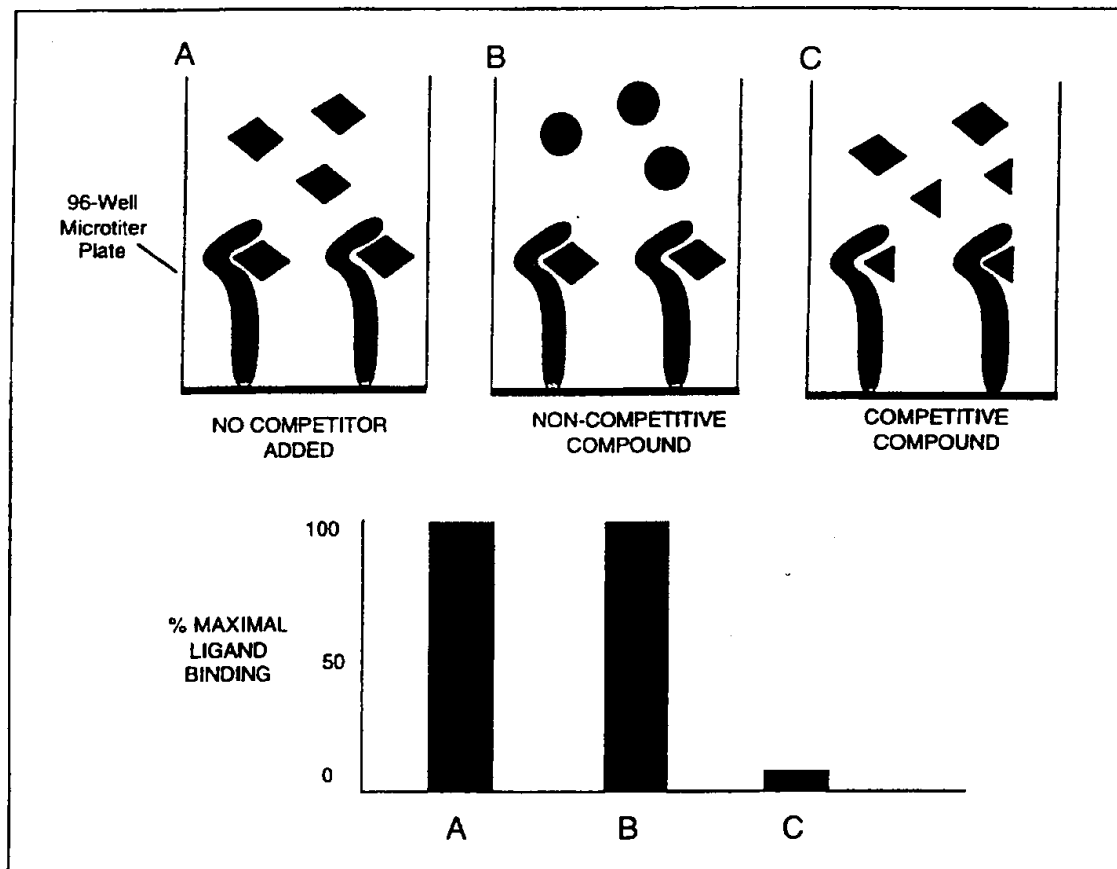 A
B
C
96-Well
Microtiter
Plate
NO COMPETITOR
ADDED
NON-COMPETITIVE
COMPOUND
COMPETITIVE
COMPOUND
100
% MAXIMAL
LIGAND
BINDING
50
0
A
B
C